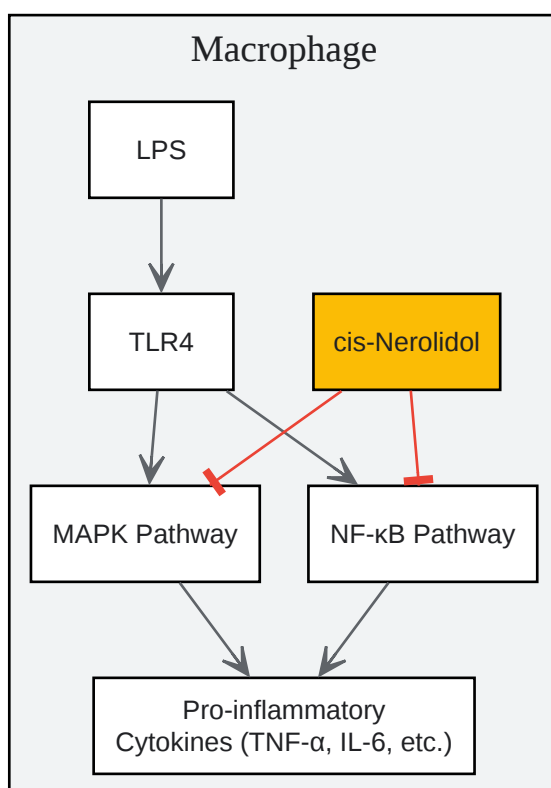 Macrophage
LPS
TLR4
cis-Nerolidol
MAPK Pathway
NF-κB Pathway
Pro-inflammatory
Cytokines (TNF-α, IL-6, etc.)